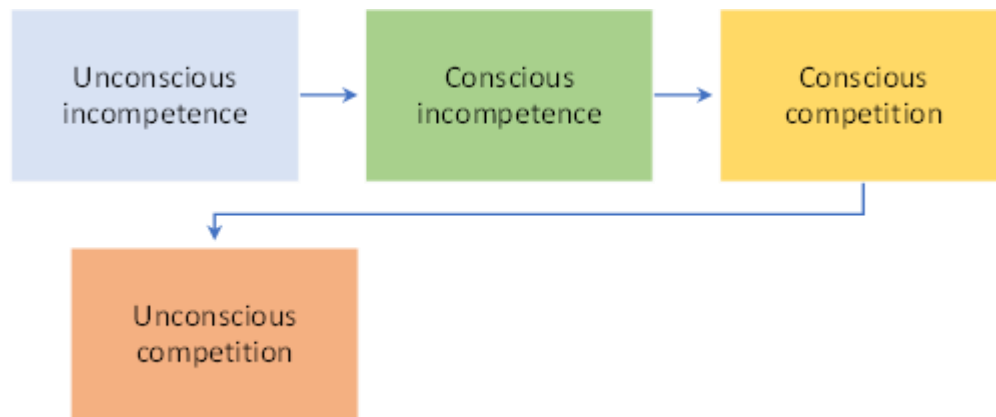 Unconscious
incompetence
Conscious
incompetence
Conscious
competition
Unconscious
competition